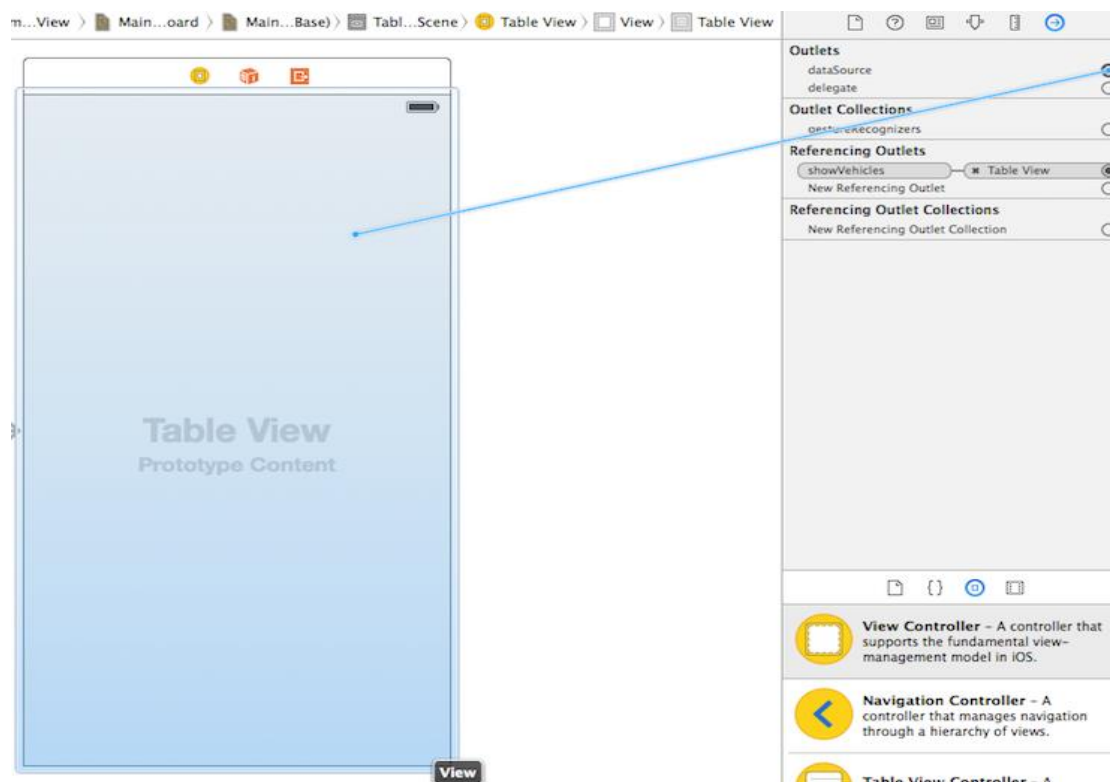 m...View Main...oard Main...Base) Tabl...Scene Table View View Table View
Outlets
dataSource
delegate
Outlet Collections
gestureRecognizers
Referencing Outlets
showVehicles Table View
New Referencing Outlet
Referencing Outlet Collections
New Referencing Outlet Collection
Table View
Prototype Content
View
{}
View Controller – A controller that
supports the fundamental view-
management model in iOS.
Navigation Controller – A
controller that manages navigation
through a hierarchy of views.
Table View Controller – A